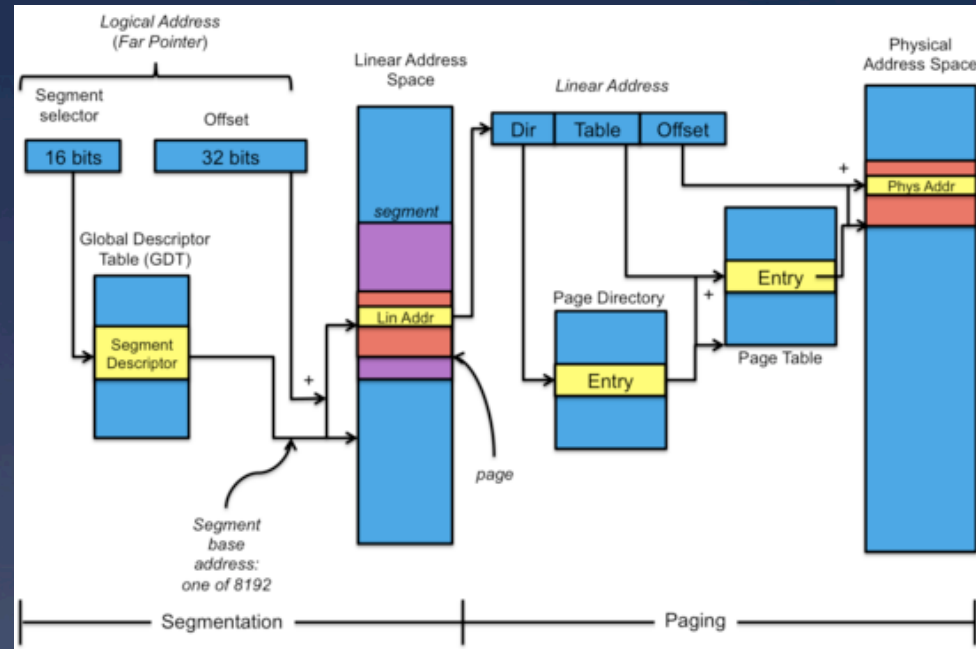 Logical Address
(Far Pointer)
Segment
selector
Offset
16 bits
32 bits
Global Descriptor
Table (GDT)
Segment
Descriptor
+
Segment
base
address:
one of 8192
Linear Address
Space
segment
Lin Addr
page
Linear Address
Dir
Table
Offset
Page Directory
Entry
+
Entry
Page Table
Physical
Address Space
+
Phys Addr
Segmentation
Paging